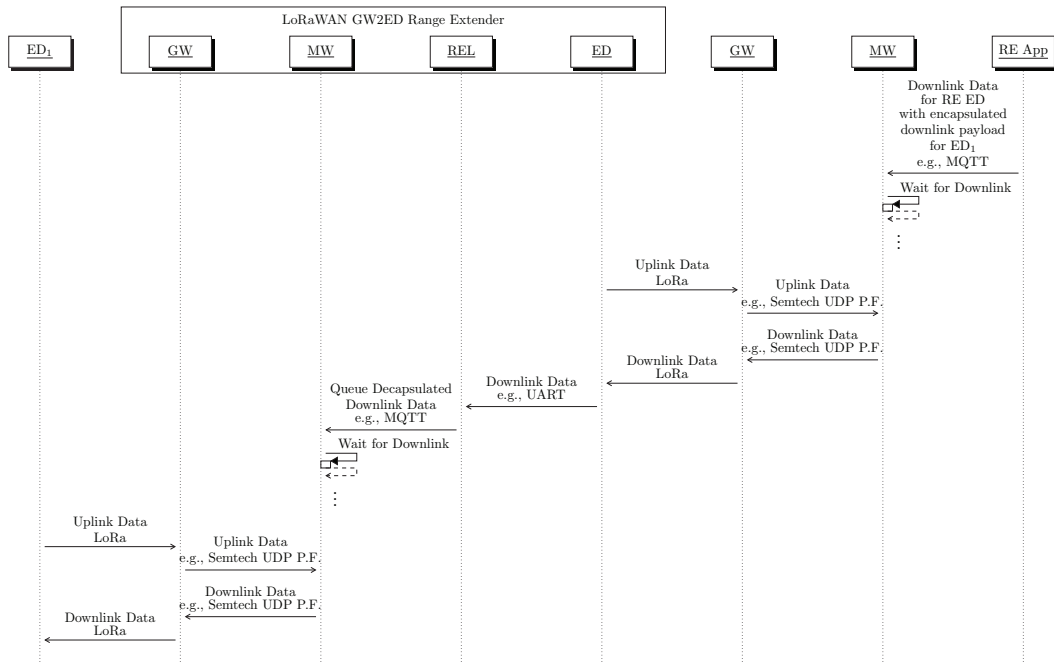 LoRaWAN GW2ED Range Extender
ED₁
GW
MW
REL
ED
GW
MW
RE App
Downlink Data
for RE ED
with encapsulated
downlink payload
for ED₁
e.g., MQTT
Wait for Downlink
⋮
Uplink Data
LoRa
Uplink Data
e.g., Semtech UDP P.F.
Downlink Data
e.g., Semtech UDP P.F.
Downlink Data
LoRa
Downlink Data
e.g., UART
Queue Decapsulated
Downlink Data
e.g., MQTT
Wait for Downlink
⋮
Uplink Data
LoRa
Uplink Data
e.g., Semtech UDP P.F.
Downlink Data
e.g., Semtech UDP P.F.
Downlink Data
LoRa